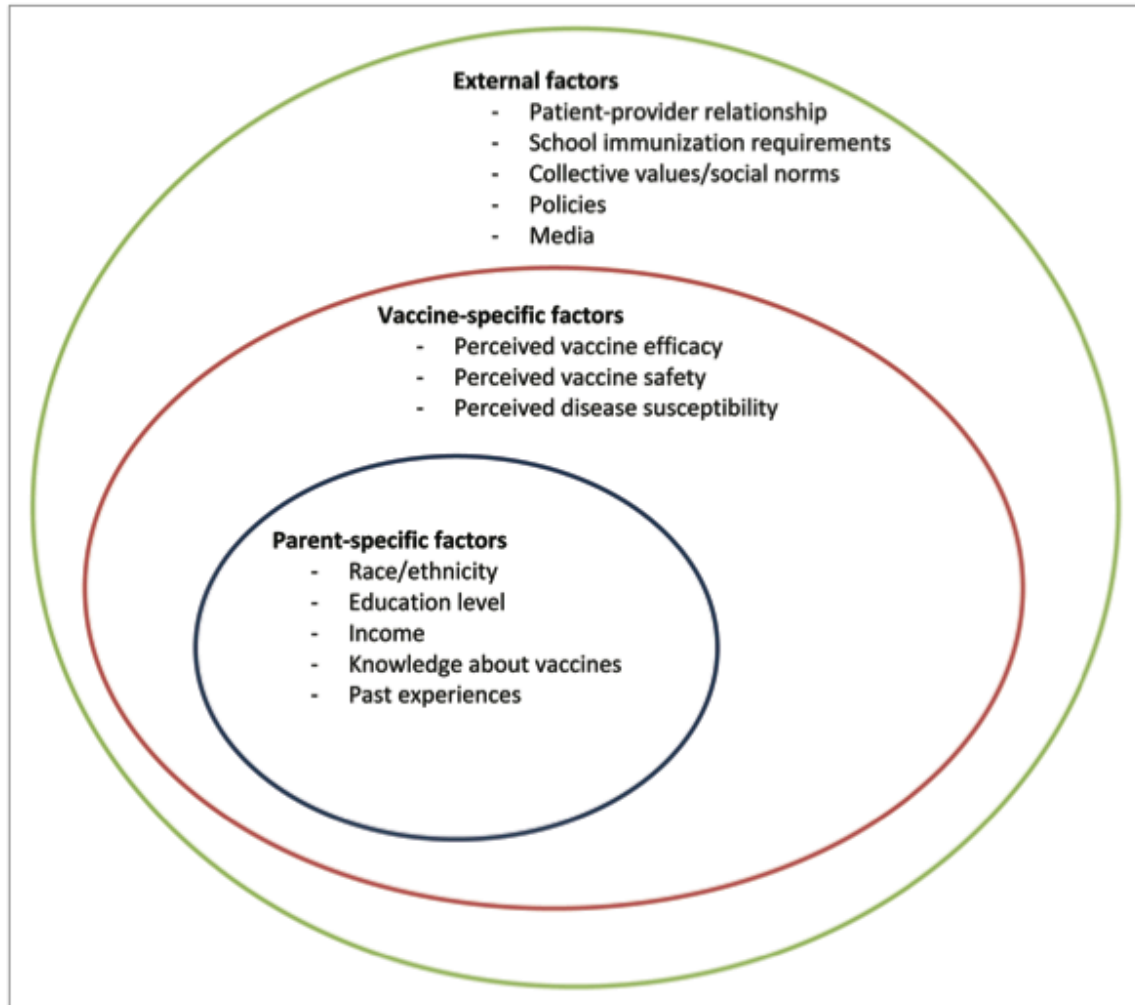 External factors
- Patient-provider relationship
- School immunization requirements
- Collective values/social norms
- Policies
- Media
Vaccine-specific factors
- Perceived vaccine efficacy
- Perceived vaccine safety
- Perceived disease susceptibility
Parent-specific factors
- Race/ethnicity
- Education level
- Income
- Knowledge about vaccines
- Past experiences